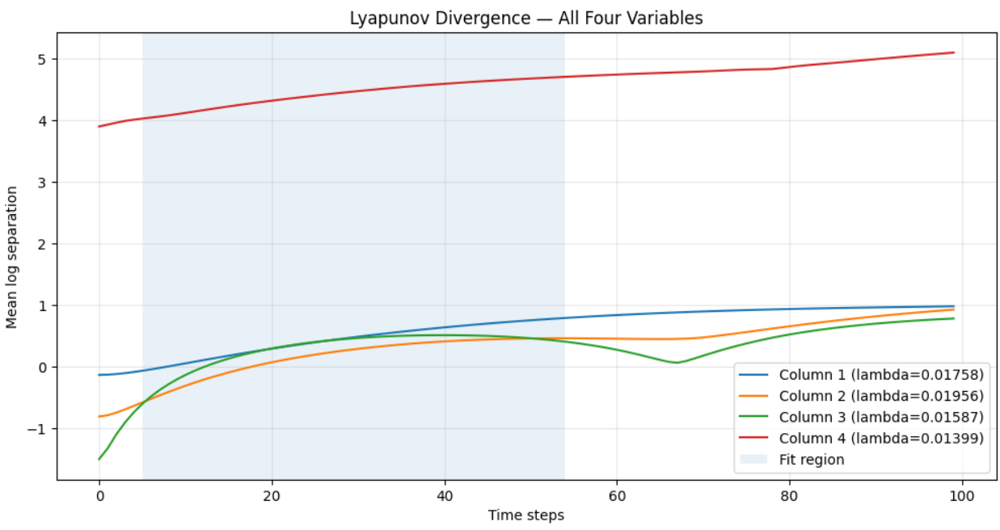 Lyapunov Divergence — All Four Variables
Mean log separation
5
4
3
2
1
0
−1
0
20
40
60
80
100
Time steps
Column 1 (lambda=0.01758)
Column 2 (lambda=0.01956)
Column 3 (lambda=0.01587)
Column 4 (lambda=0.01399)
Fit region